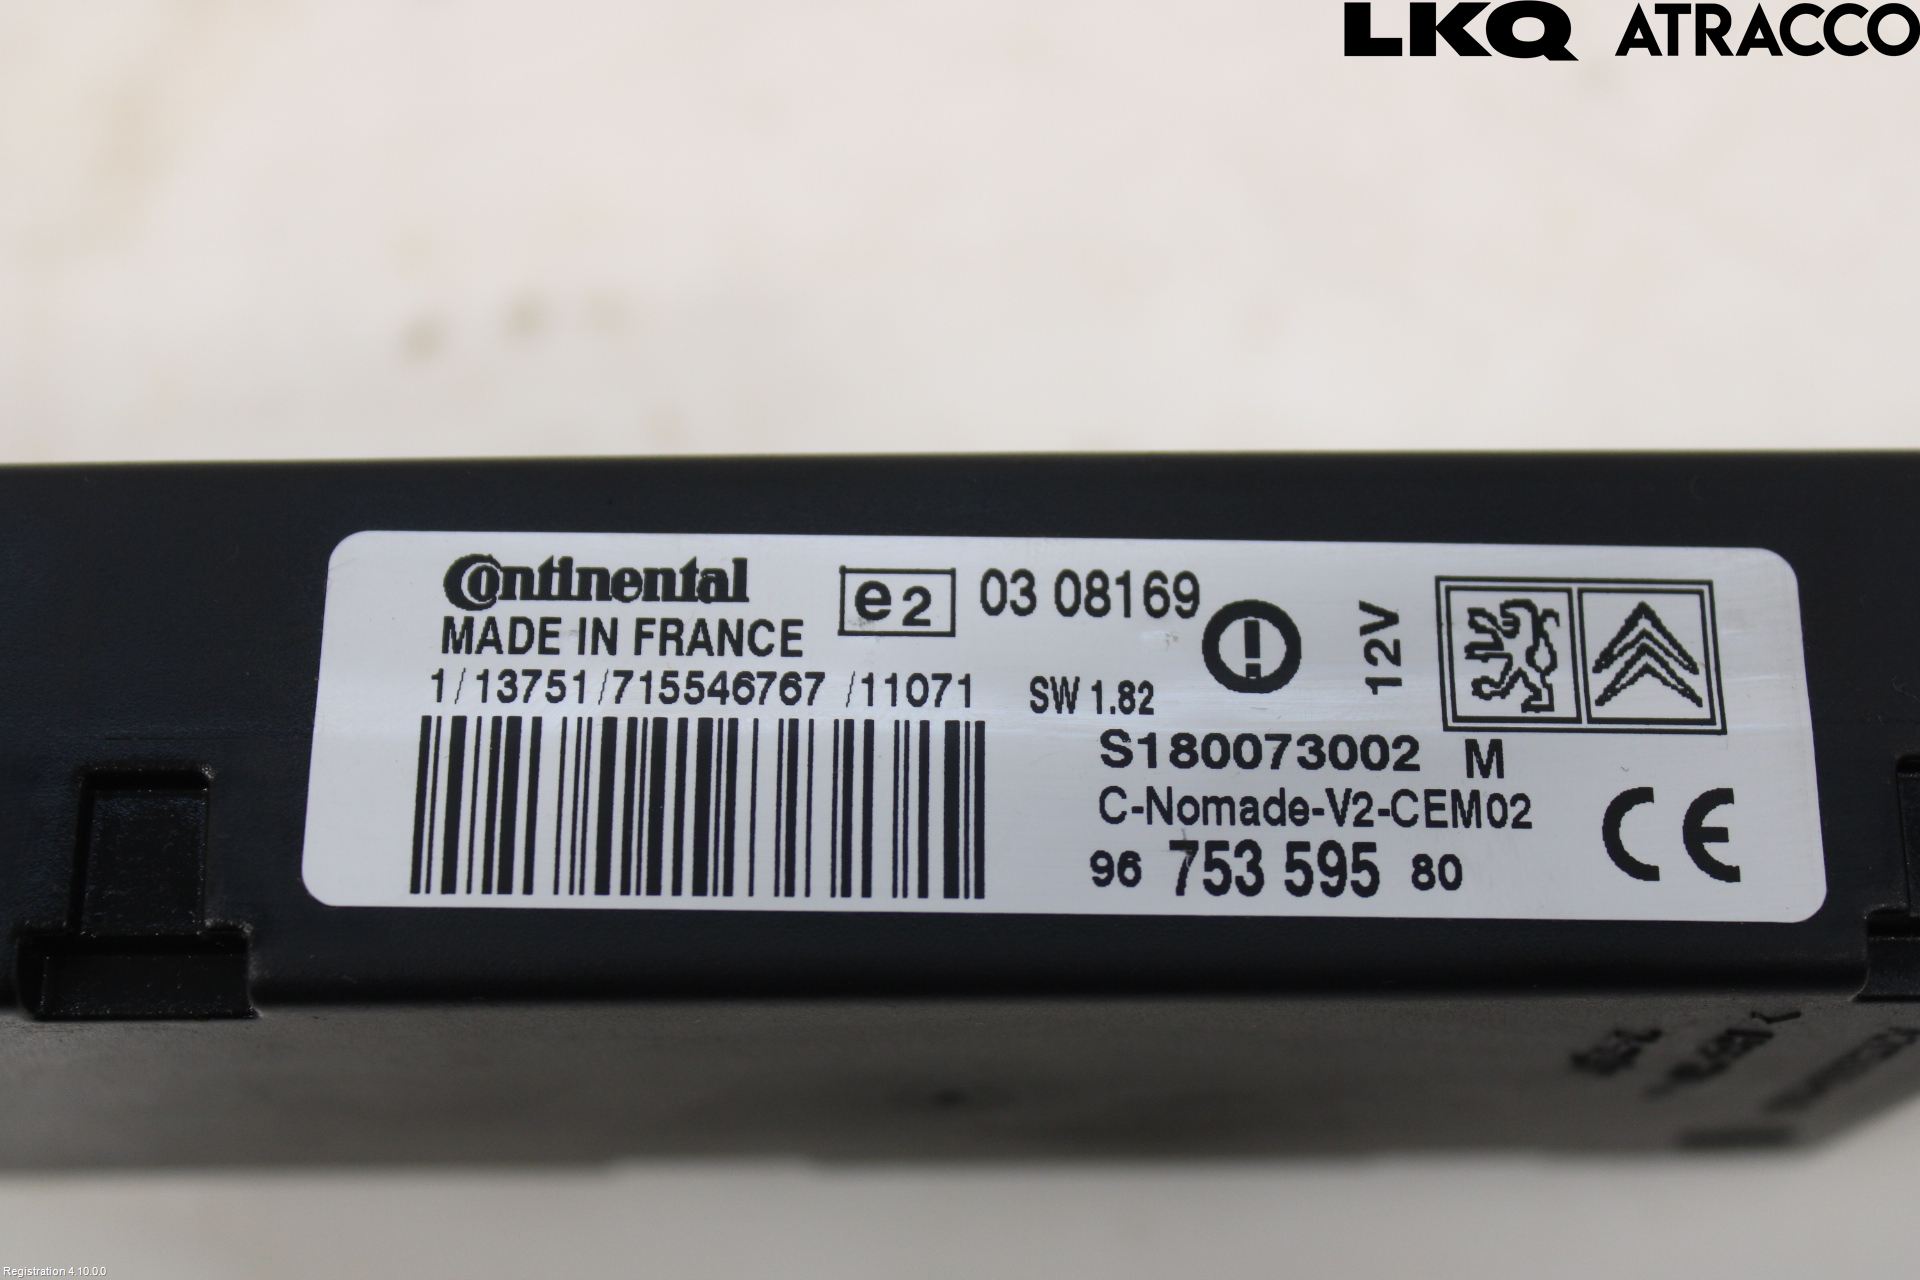 LKQ ATRACCO
Continental
MADE IN FRANCE
e2 03 08169
1/13751/715546767 /11071
SW 1.82
12V
S180073002 M
C-Nomade-V2-CEM02
96 753 595 80
CE
Registration 4.10.0.0